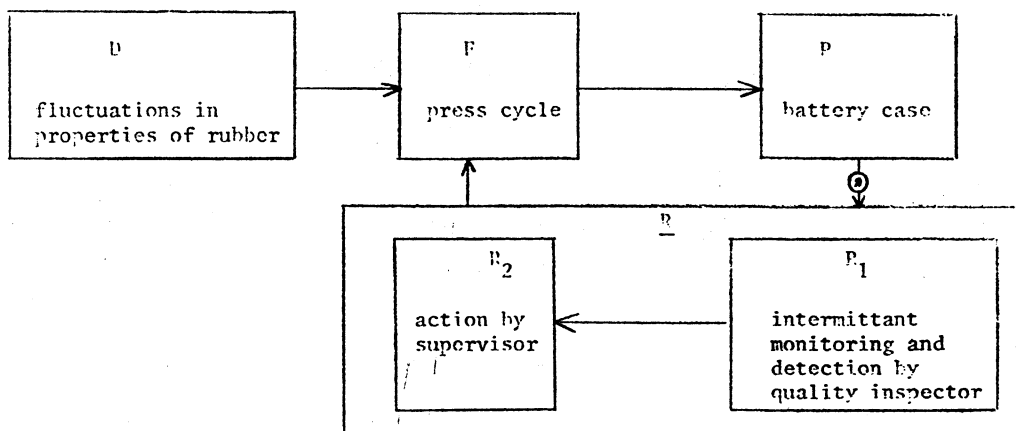 D
fluctuations in
properties of rubber
F
press cycle
P
battery case
R
R2
action by
supervisor
R1
intermittant
monitoring and
detection by
quality inspector